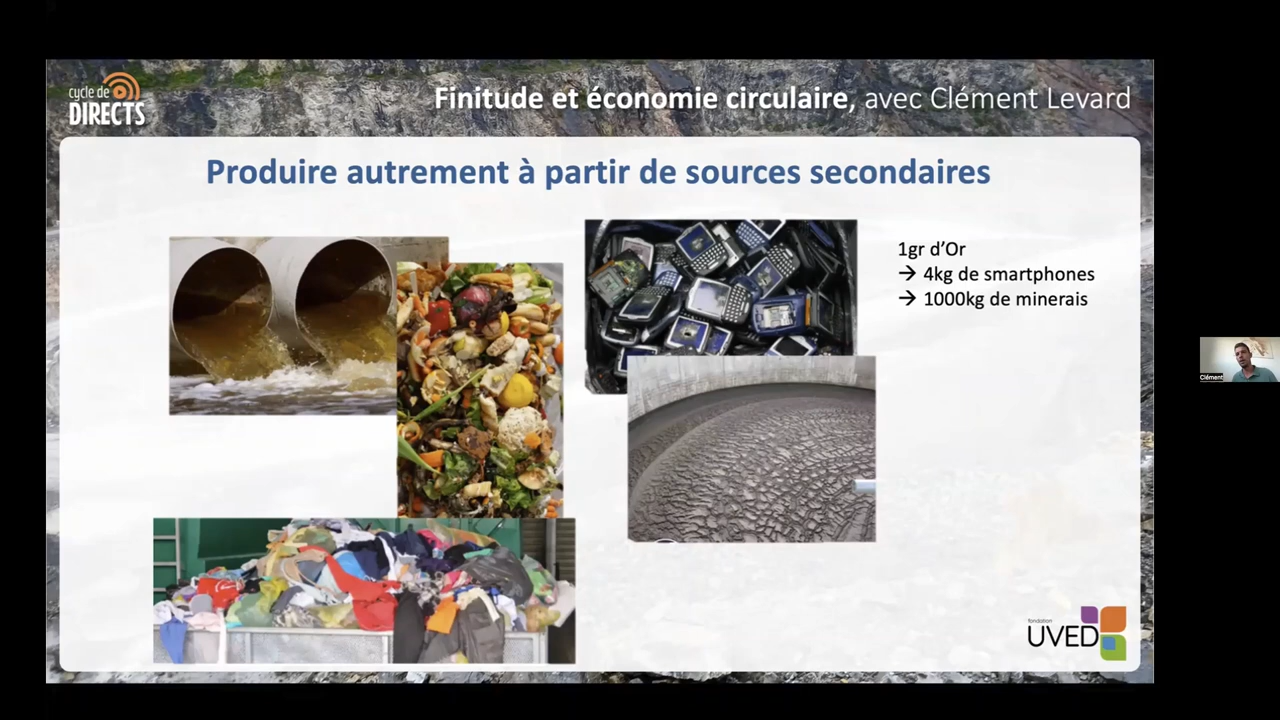 cycle de
DIRECTS
Finitude et économie circulaire, avec Clément Levard
Produire autrement à partir de sources secondaires
1gr d'Or
→ 4kg de smartphones
→ 1000kg de minerais
Clément
fondation
UVED